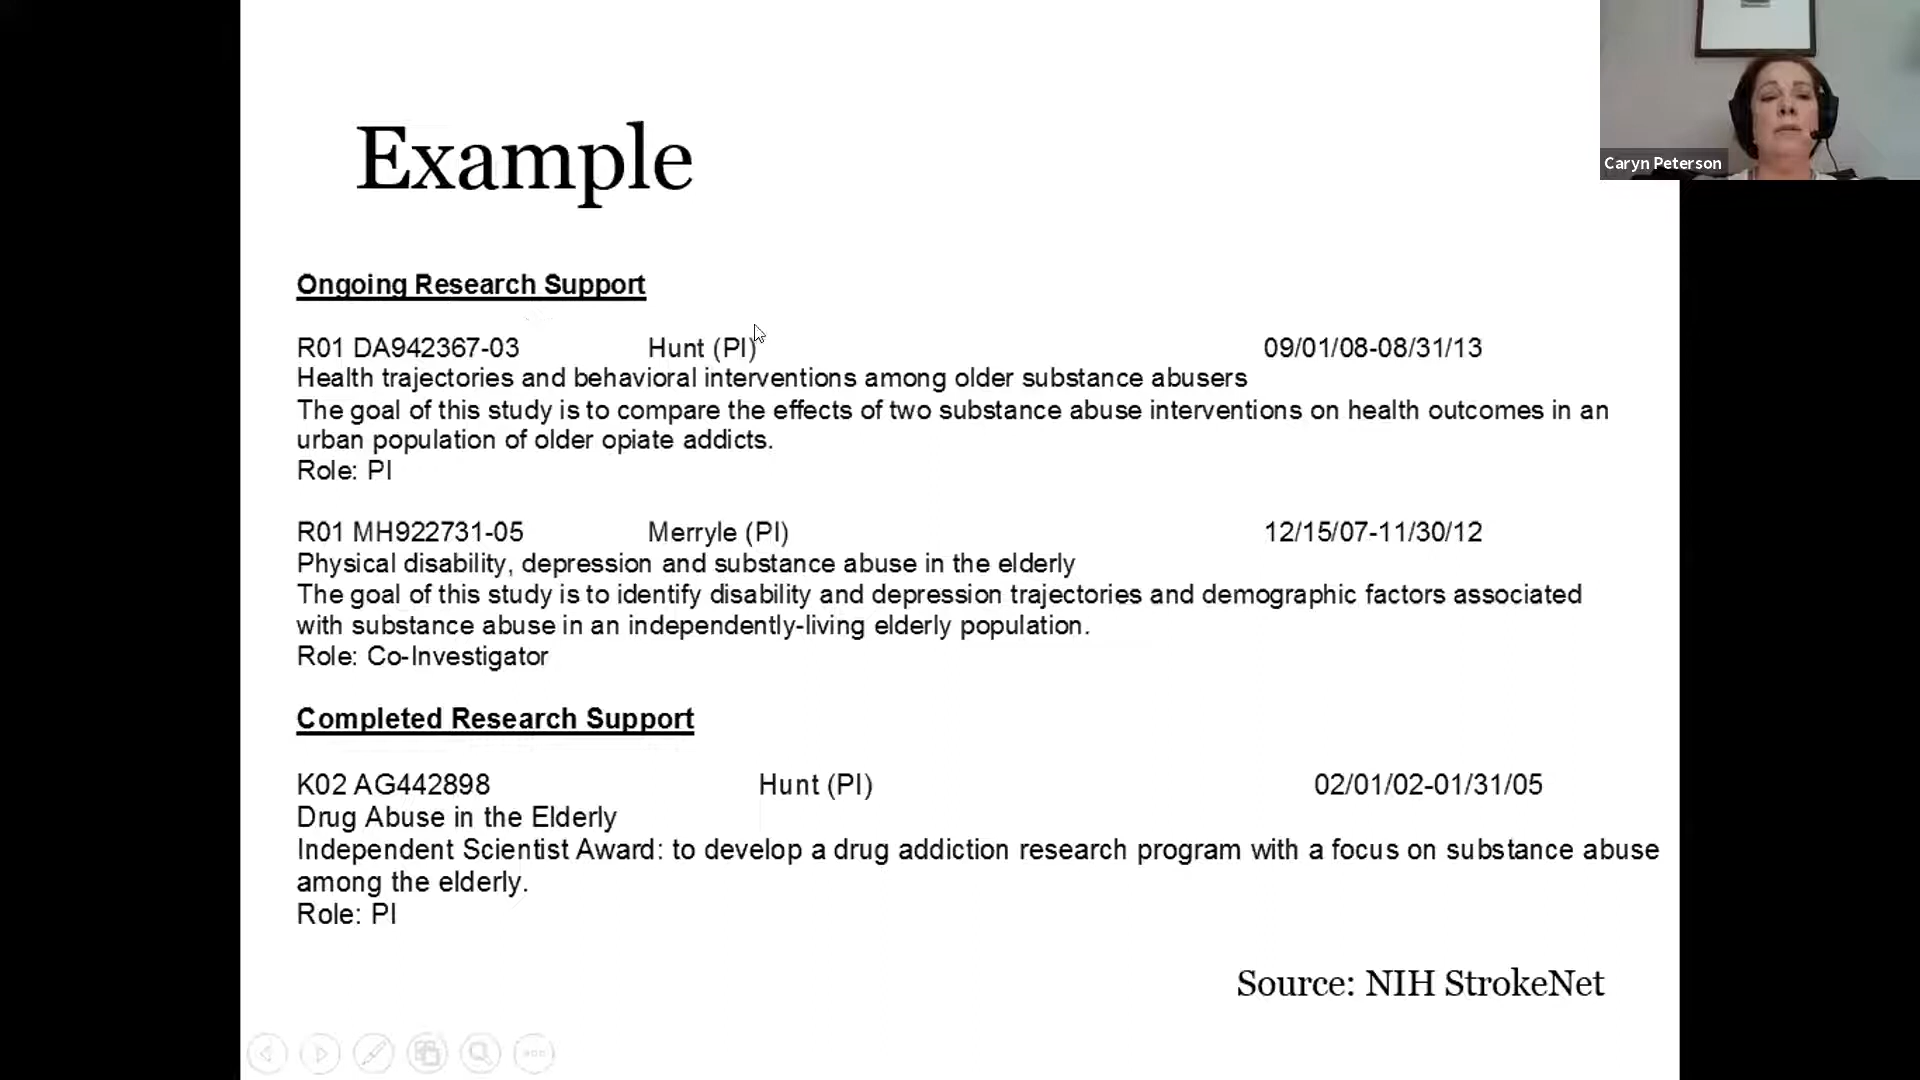 Example
Caryn Peterson
Ongoing Research Support
R01 DA942367-03 Hunt (PI) 09/01/08-08/31/13
Health trajectories and behavioral interventions among older substance abusers
The goal of this study is to compare the effects of two substance abuse interventions on health outcomes in an
urban population of older opiate addicts.
Role: PI
R01 MH922731-05 Merryle (PI) 12/15/07-11/30/12
Physical disability, depression and substance abuse in the elderly
The goal of this study is to identify disability and depression trajectories and demographic factors associated
with substance abuse in an independently-living elderly population.
Role: Co-Investigator
Completed Research Support
K02 AG442898 Hunt (PI) 02/01/02-01/31/05
Drug Abuse in the Elderly
Independent Scientist Award: to develop a drug addiction research program with a focus on substance abuse
among the elderly.
Role: PI
Source: NIH StrokeNet